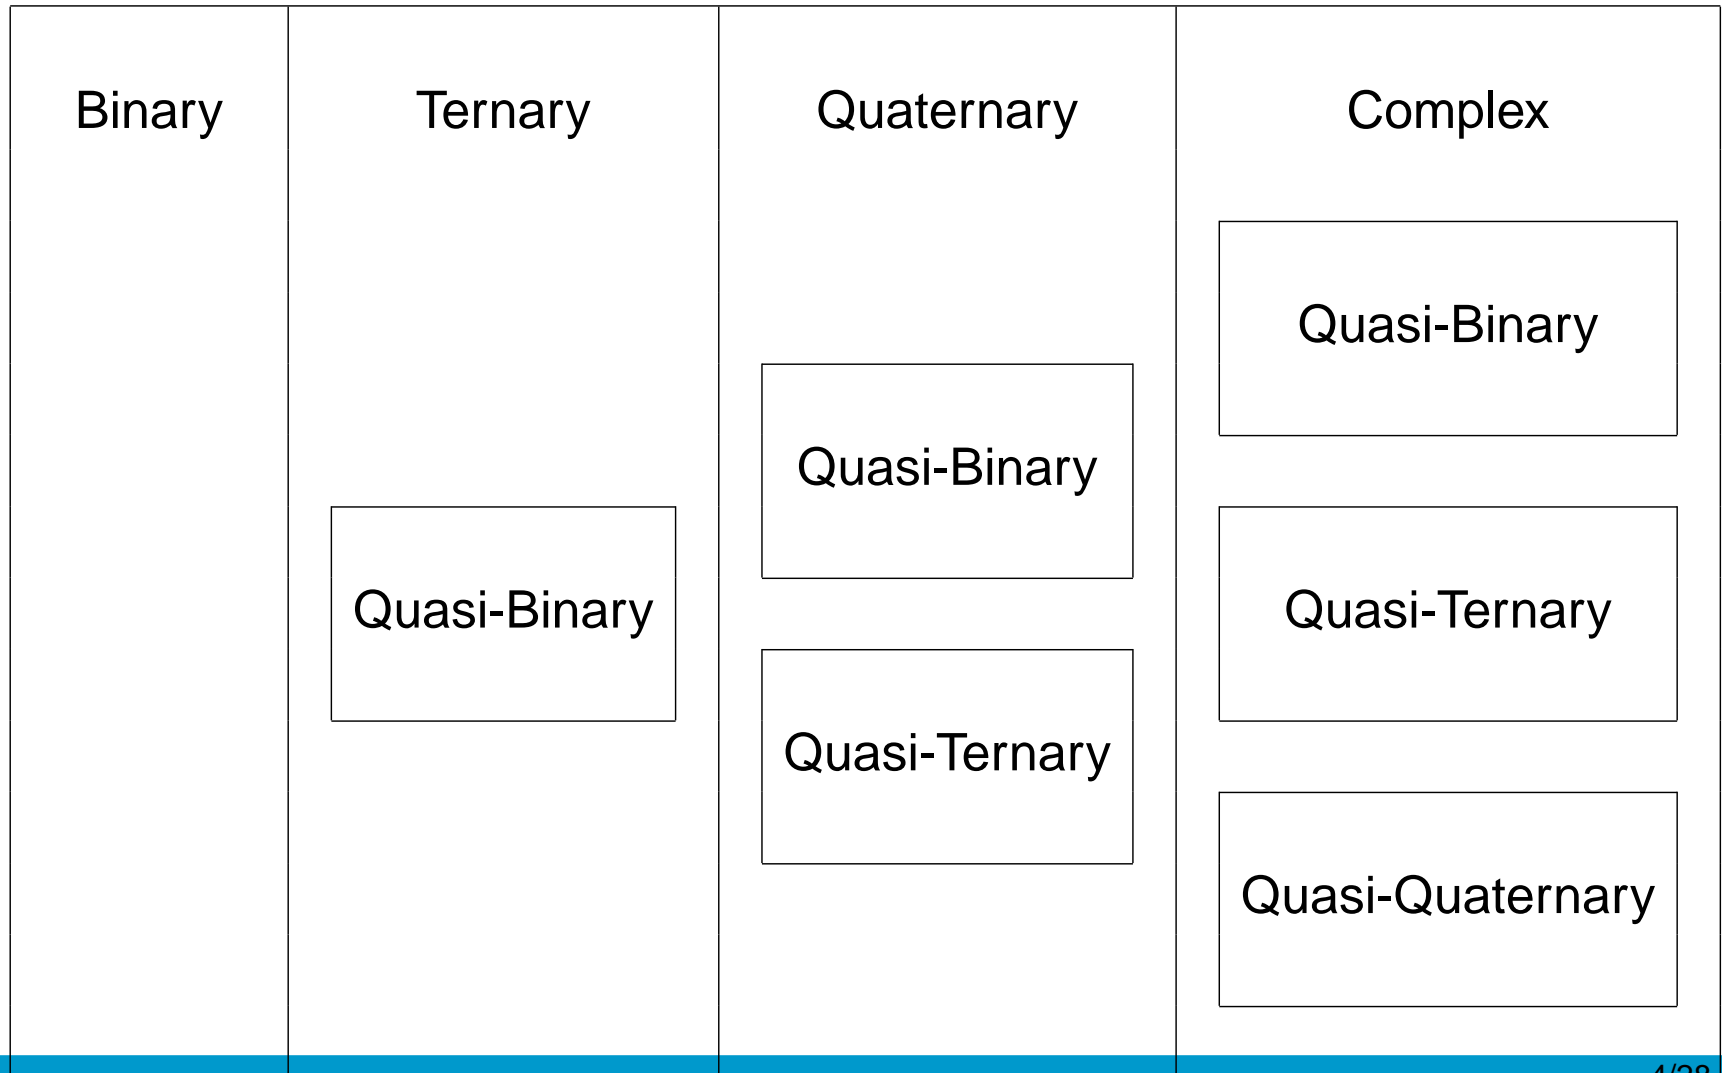 Binary
Ternary
Quaternary
Complex
Quasi-Binary
Quasi-Binary
Quasi-Ternary
Quasi-Binary
Quasi-Ternary
Quasi-Quaternary